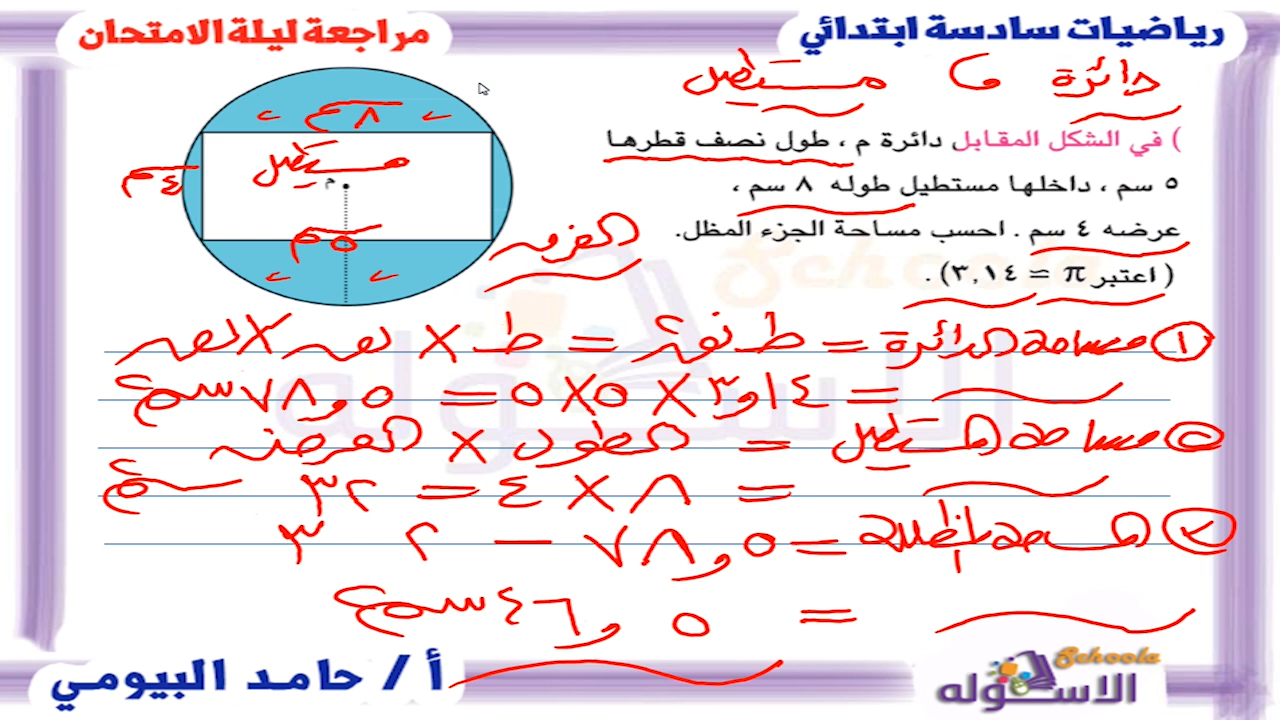 رياضيات سادسة ابتدائي
مراجعة ليلة الامتحان
دائرة ، مستطيل
) في الشكل المقابل دائرة م ، طول نصف قطرها
٥ سم ، داخلها مستطيل طوله ٨ سم ،
عرضه ٤ سم . احسب مساحة الجزء المظل.
( اعتبر π = ٣,١٤) .
٨ سم
٤ سم
مستطيل
م
٥ سم
الفرق
١ مساحة الدائرة = ط نق٢ = ط × نق × نق
= ٣,١٤ × ٥ × ٥ = ٧٨,٥ سم٢
٢ مساحة المستطيل = الطول × العرض
= ٨ × ٤ = ٣٢ سم٢
٣ المساحة المظللة = ٧٨,٥ − ٣٢
= ٤٦,٥ سم٢
أ / حامد البيومي
Schoola
الاسكوله